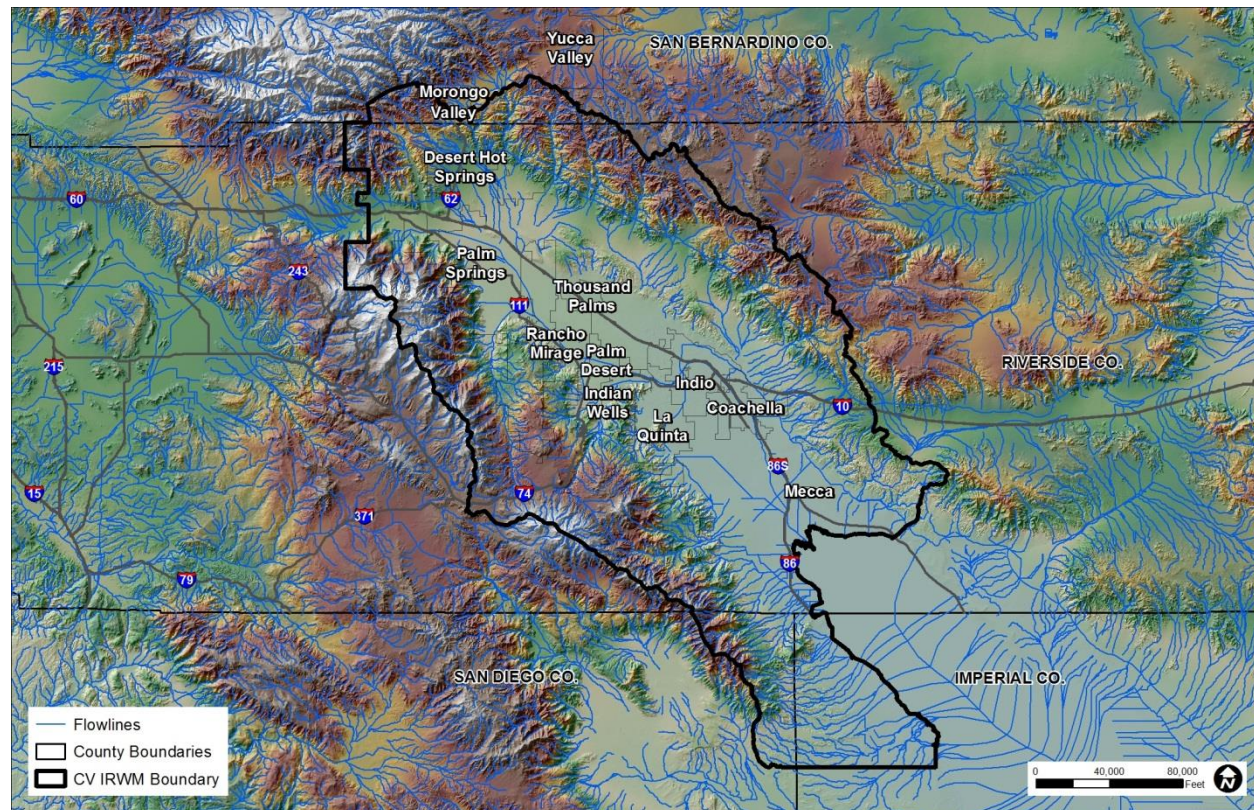 Yucca
Valley
SAN BERNARDINO CO.
Morongo
Valley
Desert Hot
Springs
60
62
243
Palm
Springs
Thousand
Palms
111
Rancho
Mirage
Palm
Desert
215
RIVERSIDE CO.
Indio
Indian
Wells
Coachella
10
La
Quinta
86S
15
74
Mecca
371
86
79
SAN DIEGO CO.
IMPERIAL CO.
Flowlines
County Boundaries
CV IRWM Boundary
0 40,000 80,000
Feet
N